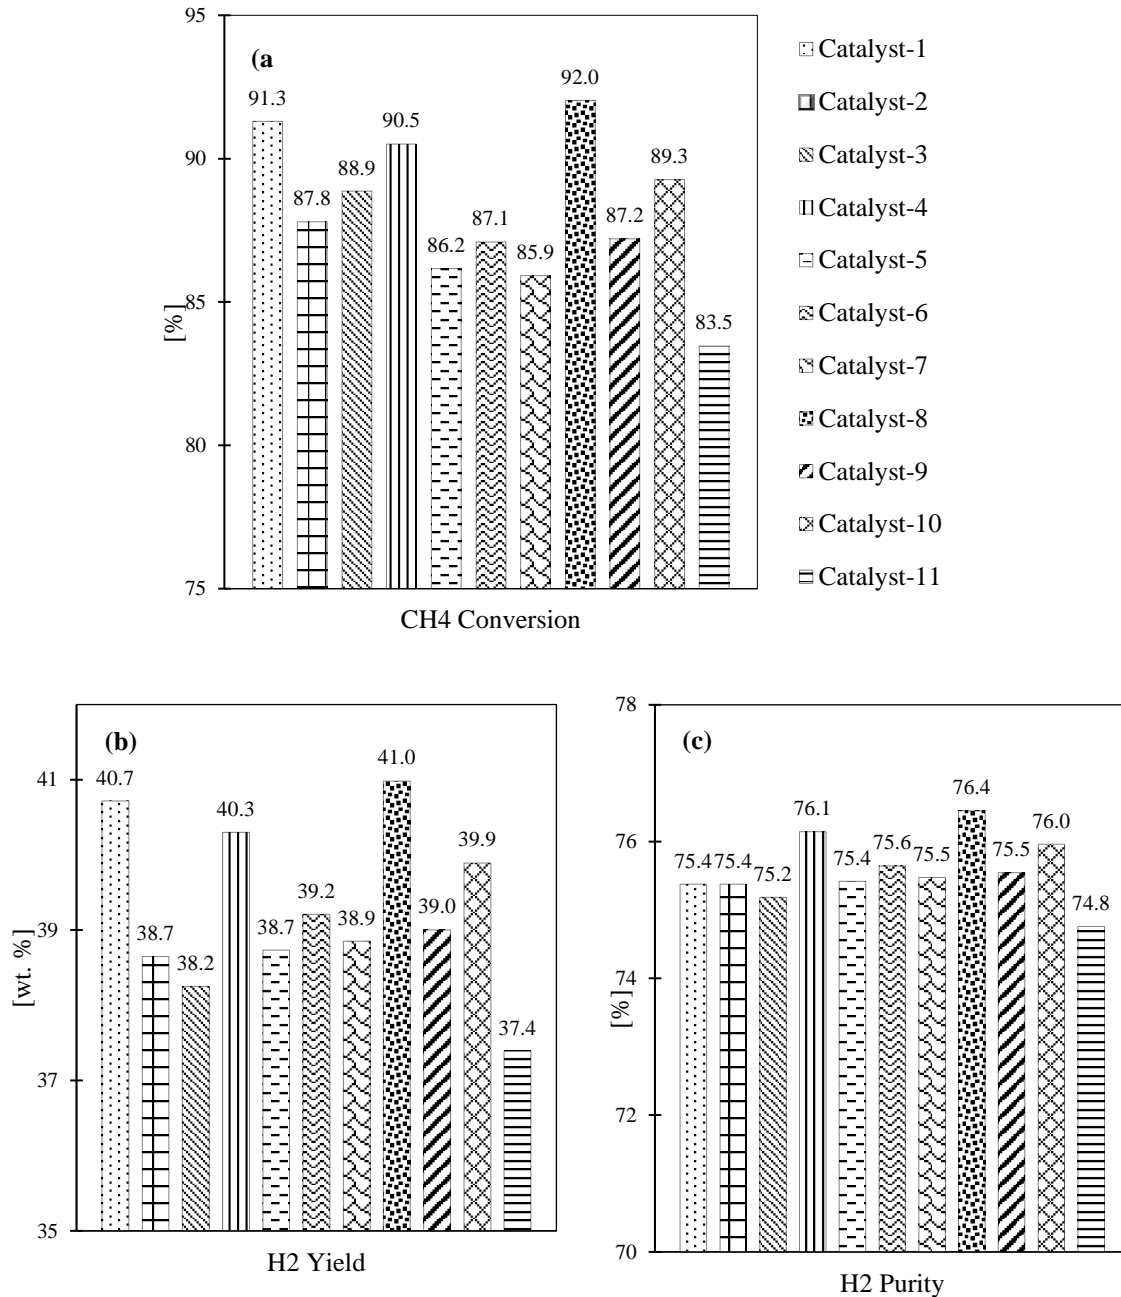 95
(a
91.3
87.8
88.9
90.5
86.2
87.1
85.9
92.0
87.2
89.3
83.5
90
85
80
75
[%]
CH4 Conversion
Catalyst-1
Catalyst-2
Catalyst-3
Catalyst-4
Catalyst-5
Catalyst-6
Catalyst-7
Catalyst-8
Catalyst-9
Catalyst-10
Catalyst-11
(b)
41
39
37
35
[wt. %]
40.7
38.7
38.2
40.3
38.7
39.2
38.9
41.0
39.0
39.9
37.4
H2 Yield
78
76
74
72
70
[%]
(c)
75.4
75.4
75.2
76.1
75.4
75.6
75.5
76.4
75.5
76.0
74.8
H2 Purity